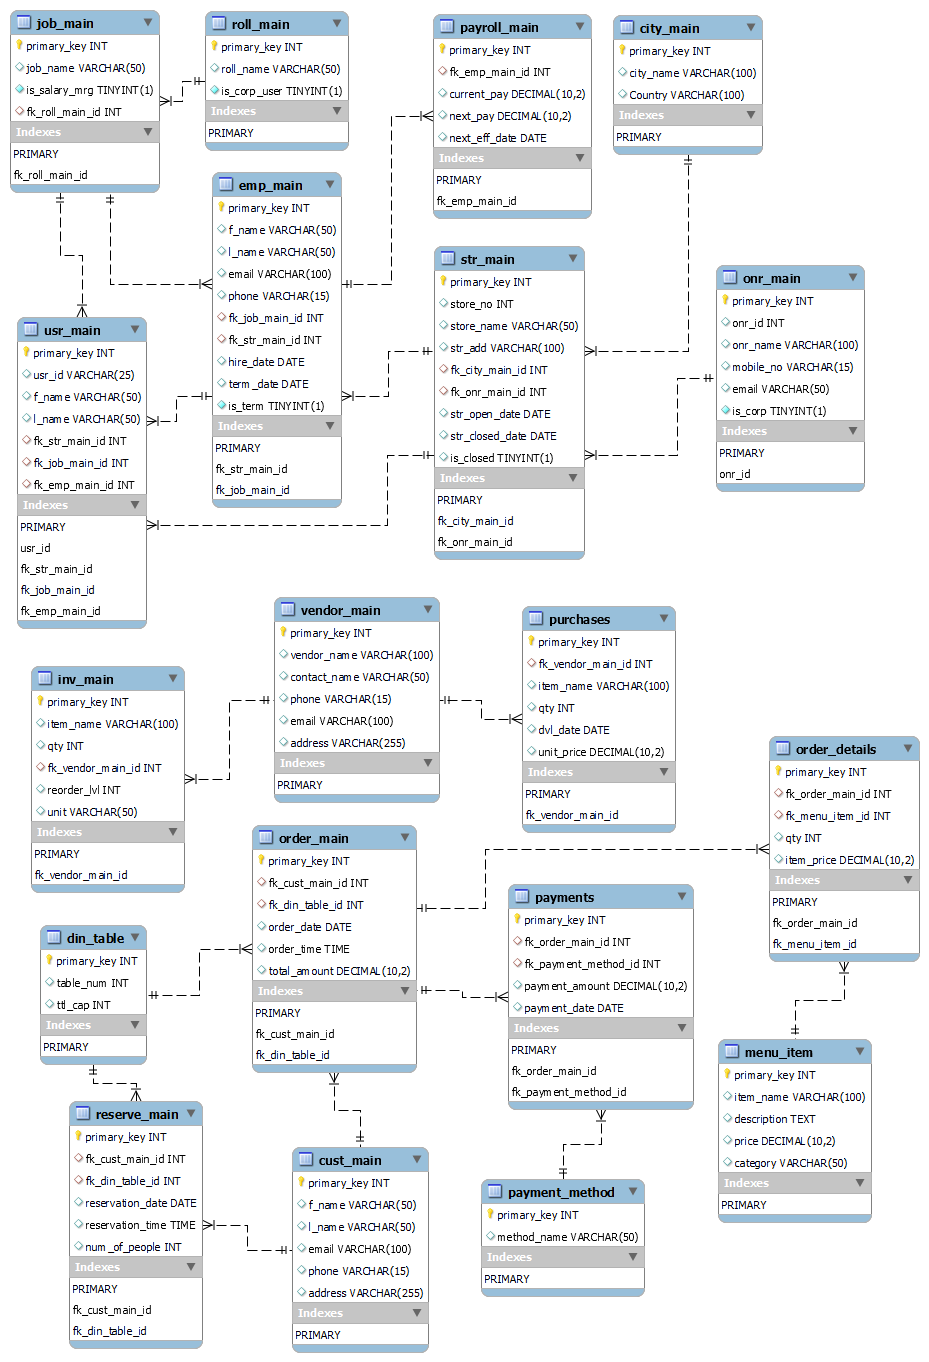 job_main
primary_key INT
job_name VARCHAR(50)
is_salary_mrg TINYINT(1)
fk_roll_main_id INT
Indexes
PRIMARY
fk_roll_main_id
roll_main
primary_key INT
roll_name VARCHAR(50)
is_corp_user TINYINT(1)
Indexes
PRIMARY
payroll_main
primary_key INT
fk_emp_main_id INT
current_pay DECIMAL(10,2)
next_pay DECIMAL(10,2)
next_eff_date DATE
Indexes
PRIMARY
fk_emp_main_id
city_main
primary_key INT
city_name VARCHAR(100)
Country VARCHAR(100)
Indexes
PRIMARY
emp_main
primary_key INT
f_name VARCHAR(50)
l_name VARCHAR(50)
email VARCHAR(100)
phone VARCHAR(15)
fk_job_main_id INT
fk_str_main_id INT
hire_date DATE
term_date DATE
is_term TINYINT(1)
Indexes
PRIMARY
fk_str_main_id
fk_job_main_id
str_main
primary_key INT
store_no INT
store_name VARCHAR(50)
str_add VARCHAR(100)
fk_city_main_id INT
fk_onr_main_id INT
str_open_date DATE
str_closed_date DATE
is_closed TINYINT(1)
Indexes
PRIMARY
fk_city_main_id
fk_onr_main_id
onr_main
primary_key INT
onr_id INT
onr_name VARCHAR(100)
mobile_no VARCHAR(15)
email VARCHAR(50)
is_corp TINYINT(1)
Indexes
PRIMARY
onr_id
usr_main
primary_key INT
usr_id VARCHAR(25)
f_name VARCHAR(50)
l_name VARCHAR(50)
fk_str_main_id INT
fk_job_main_id INT
fk_emp_main_id INT
Indexes
PRIMARY
usr_id
fk_str_main_id
fk_job_main_id
fk_emp_main_id
vendor_main
primary_key INT
vendor_name VARCHAR(100)
contact_name VARCHAR(50)
phone VARCHAR(15)
email VARCHAR(100)
address VARCHAR(255)
Indexes
PRIMARY
purchases
primary_key INT
fk_vendor_main_id INT
item_name VARCHAR(100)
qty INT
dvl_date DATE
unit_price DECIMAL(10,2)
Indexes
PRIMARY
fk_vendor_main_id
inv_main
primary_key INT
item_name VARCHAR(100)
qty INT
fk_vendor_main_id INT
reorder_lvl INT
unit VARCHAR(50)
Indexes
PRIMARY
fk_vendor_main_id
order_details
primary_key INT
fk_order_main_id INT
fk_menu_item_id INT
qty INT
item_price DECIMAL(10,2)
Indexes
PRIMARY
fk_order_main_id
fk_menu_item_id
order_main
primary_key INT
fk_cust_main_id INT
fk_din_table_id INT
order_date DATE
order_time TIME
total_amount DECIMAL(10,2)
Indexes
PRIMARY
fk_cust_main_id
fk_din_table_id
payments
primary_key INT
fk_order_main_id INT
fk_payment_method_id INT
payment_amount DECIMAL(10,2)
payment_date DATE
Indexes
PRIMARY
fk_order_main_id
fk_payment_method_id
din_table
primary_key INT
table_num INT
ttl_cap INT
Indexes
PRIMARY
menu_item
primary_key INT
item_name VARCHAR(100)
description TEXT
price DECIMAL(10,2)
category VARCHAR(50)
Indexes
PRIMARY
reserve_main
primary_key INT
fk_cust_main_id INT
fk_din_table_id INT
reservation_date DATE
reservation_time TIME
num_of_people INT
Indexes
PRIMARY
fk_cust_main_id
fk_din_table_id
cust_main
primary_key INT
f_name VARCHAR(50)
l_name VARCHAR(50)
email VARCHAR(100)
phone VARCHAR(15)
address VARCHAR(255)
Indexes
PRIMARY
payment_method
primary_key INT
method_name VARCHAR(50)
Indexes
PRIMARY